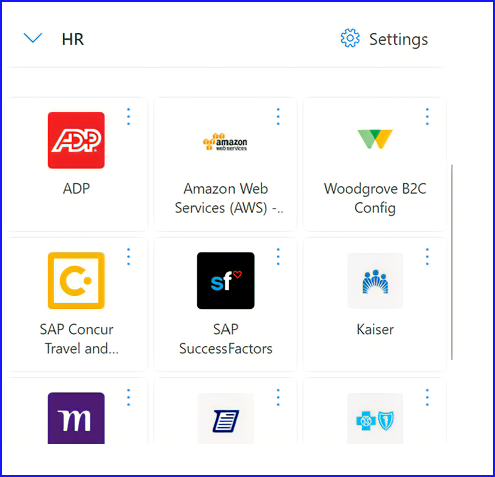 HR
Settings
ADP
amazon
web services
ADP
Amazon Web
Services (AWS) -..
Woodgrove B2C
Config
C
sf
SAP Concur
Travel and...
SAP
SuccessFactors
Kaiser
m